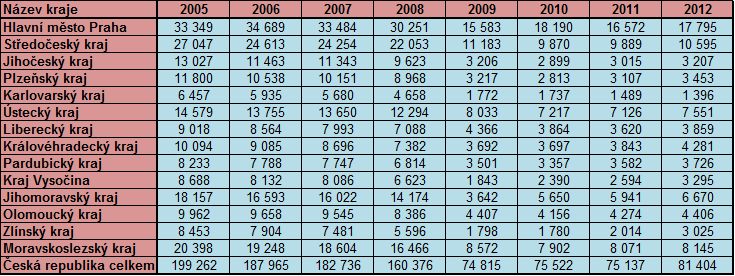 Název kraje 2005 2006 2007 2008 2009 2010 2011 2012
Hlavní město Praha 33 349 34 689 33 484 30 251 15 583 18 190 16 572 17 795
Středočeský kraj 27 047 24 613 24 254 22 053 11 183 9 870 9 889 10 595
Jihočeský kraj 13 027 11 463 11 343 9 623 3 206 2 899 3 015 3 207
Plzeňský kraj 11 800 10 538 10 151 8 968 3 217 2 813 3 107 3 453
Karlovarský kraj 6 457 5 935 5 680 4 658 1 772 1 737 1 489 1 396
Ústecký kraj 14 579 13 755 13 650 12 294 8 033 7 217 7 126 7 551
Liberecký kraj 9 018 8 564 7 993 7 088 4 366 3 864 3 620 3 859
Královéhradecký kraj 10 094 9 085 8 696 7 382 3 692 3 697 3 843 4 281
Pardubický kraj 8 233 7 788 7 747 6 814 3 501 3 357 3 582 3 726
Kraj Vysočina 8 688 8 132 8 086 6 623 1 843 2 390 2 594 3 295
Jihomoravský kraj 18 157 16 593 16 022 14 174 3 642 5 650 5 941 6 670
Olomoucký kraj 9 962 9 658 9 545 8 386 4 407 4 156 4 274 4 406
Zlínský kraj 8 453 7 904 7 481 5 596 1 798 1 780 2 014 3 025
Moravskoslezský kraj 20 398 19 248 18 604 16 466 8 572 7 902 8 071 8 145
Česká republika celkem 199 262 187 965 182 736 160 376 74 815 75 522 75 137 81 404